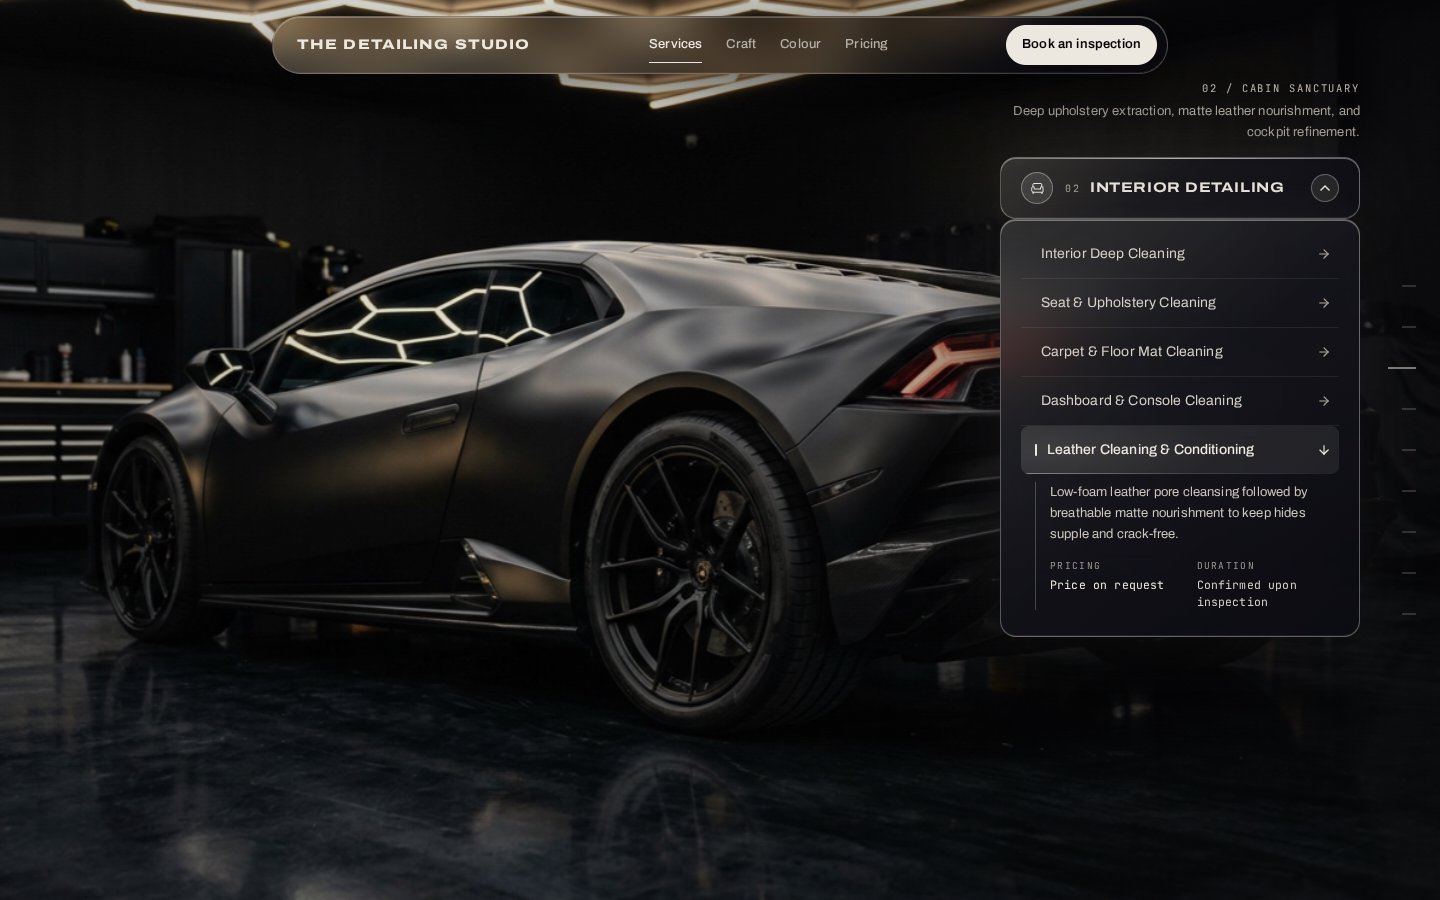 THE DETAILING STUDIO
Services
Craft
Colour
Pricing
Book an inspection
02 / CABIN SANCTUARY
Deep upholstery extraction, matte leather nourishment, and
cockpit refinement.
02 INTERIOR DETAILING
Interior Deep Cleaning
Seat & Upholstery Cleaning
Carpet & Floor Mat Cleaning
Dashboard & Console Cleaning
Leather Cleaning & Conditioning
Low-foam leather pore cleansing followed by
breathable matte nourishment to keep hides
supple and crack-free.
PRICING
Price on request
DURATION
Confirmed upon
inspection